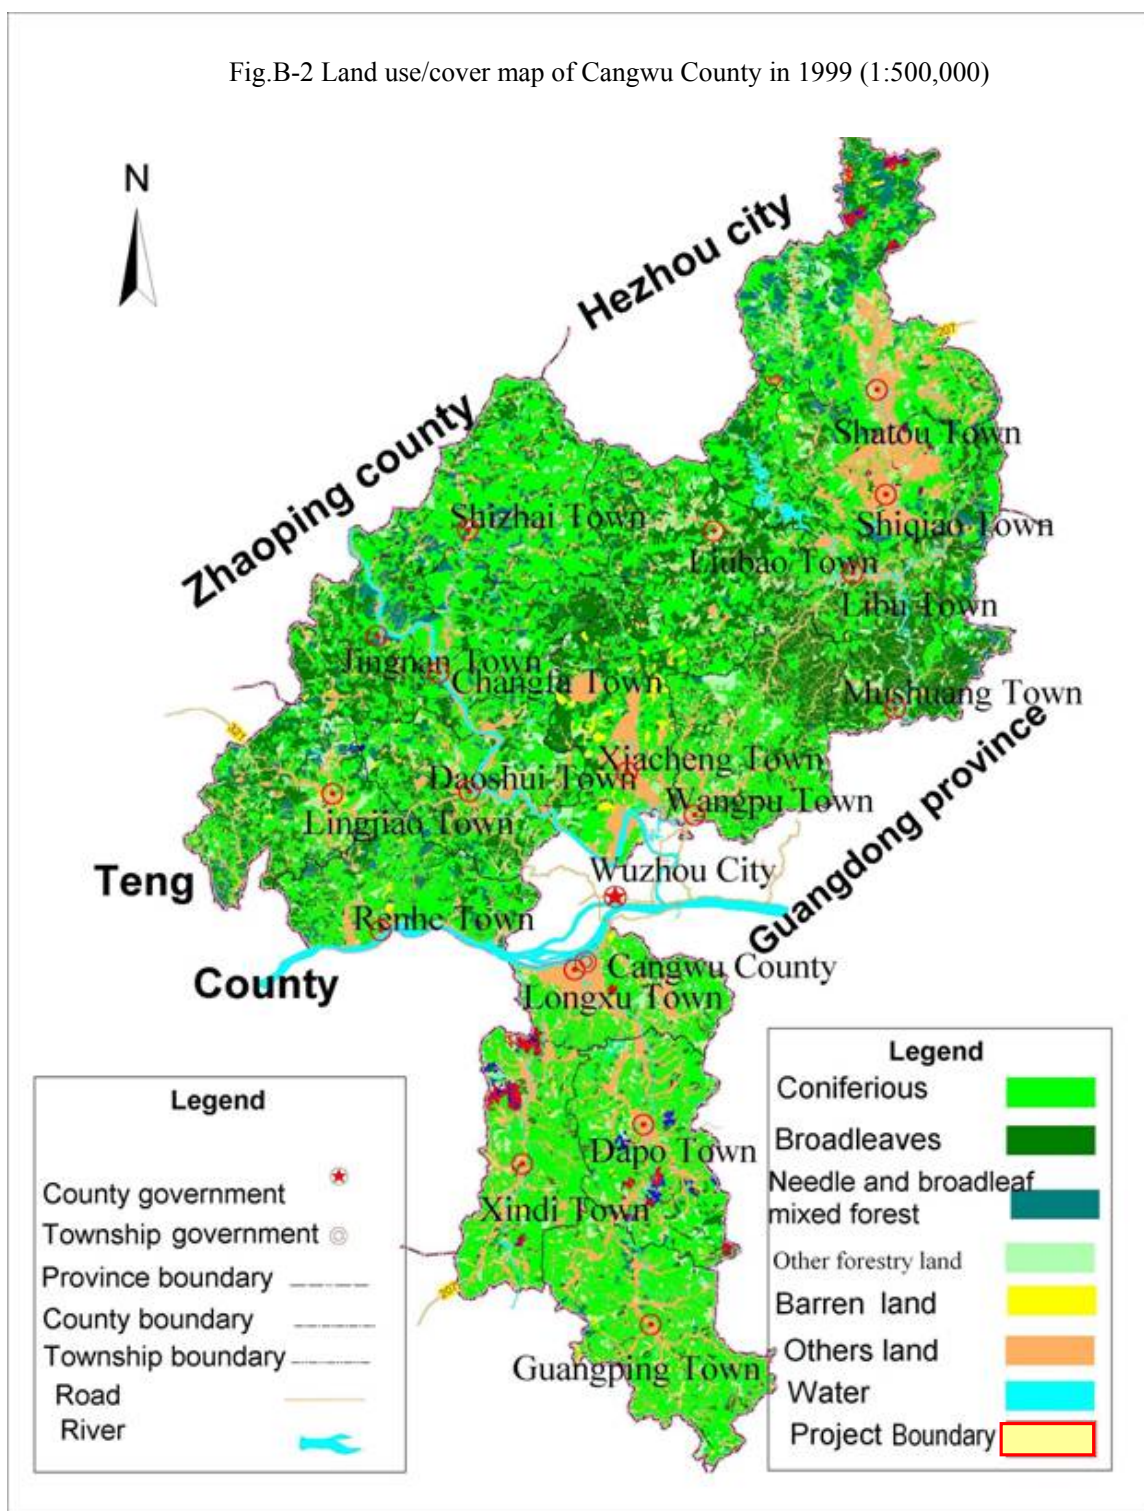 Fig.B-2 Land use/cover map of Cangwu County in 1999 (1:500,000)
N
Hezhou city
207
Zhaoping county
Shatou Town
Shizhai Town
Shiqiao Town
Liubao Town
Libu Town
Jingnan Town
Changfa Town
Mushuang Town
321
Xiacheng Town
Daoshui Town
Wangpu Town
Lingjiao Town
Guangdong province
Wuzhou City
Teng
Renhe Town
County
Cangwu County
Longxu Town
Dapo Town
Xindi Town
207
Guangping Town
Legend
County government
Township government
Province boundary
County boundary
Township boundary
Road
River
Legend
Coniferious
Broadleaves
Needle and broadleaf
mixed forest
Other forestry land
Barren land
Others land
Water
Project Boundary